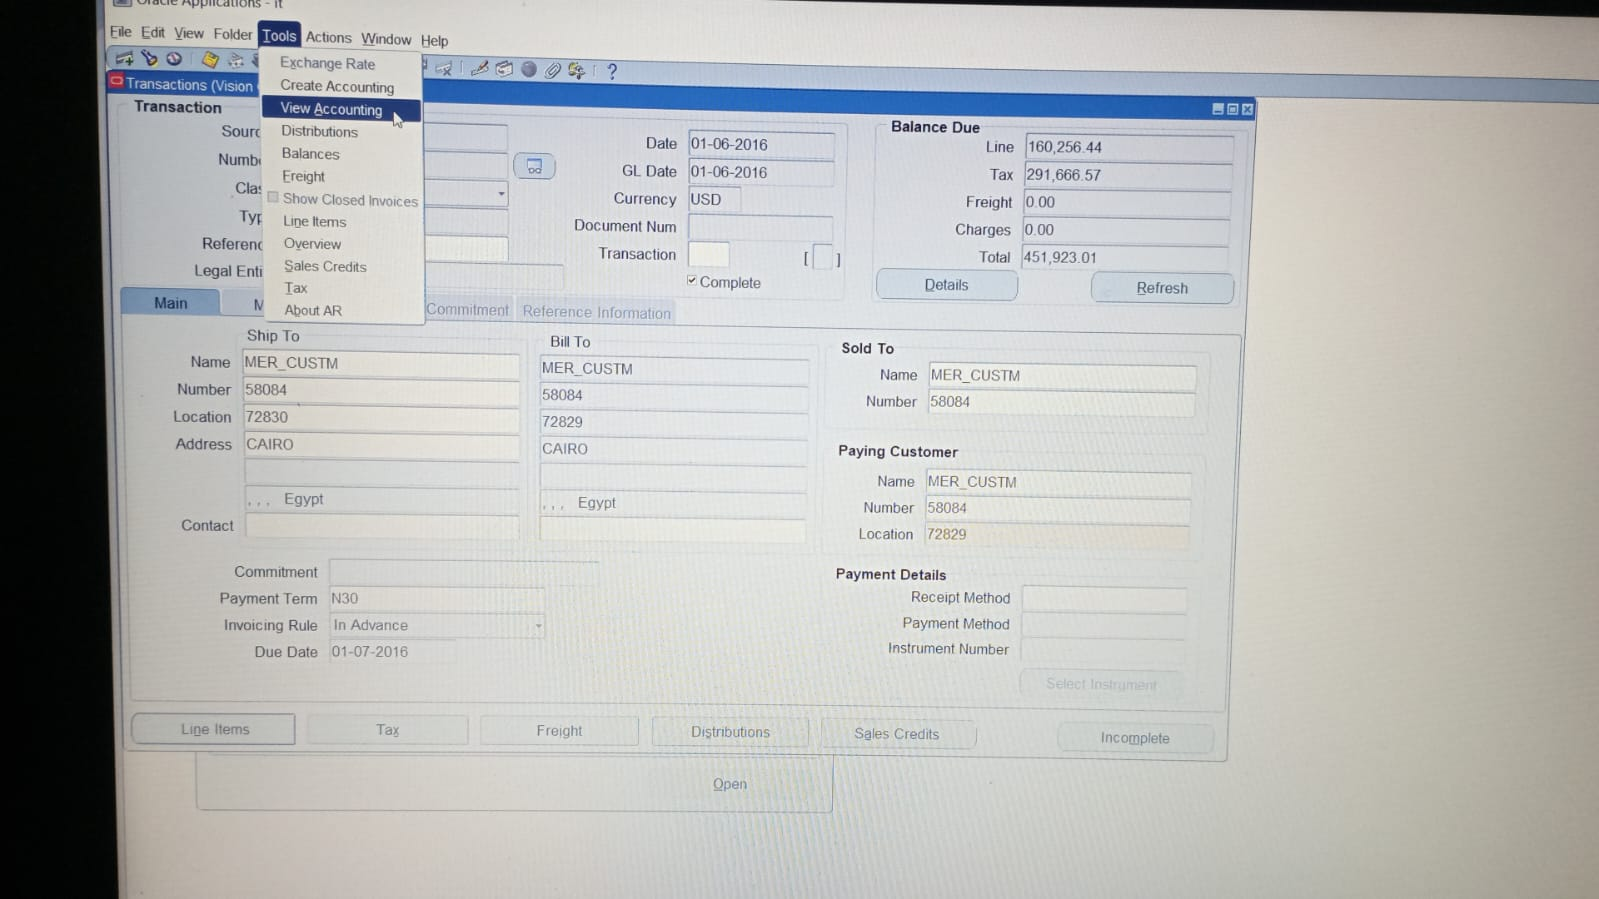 Oracle Applications - it
File Edit View Folder Tools Actions Window Help
Exchange Rate
Create Accounting
View Accounting
Distributions
Balances
Freight
Show Closed Invoices
Line Items
Overview
Sales Credits
Tax
About AR
Transactions (Vision
Transaction
Date 01-06-2016
GL Date 01-06-2016
Currency USD
Document Num
Transaction [ ]
Complete
Balance Due
Line 160,256.44
Tax 291,666.57
Freight 0.00
Charges 0.00
Total 451,923.01
Details Refresh
Main Commitment Reference Information
Ship To
Name MER_CUSTM
Number 58084
Location 72830
Address CAIRO
, , , Egypt
Contact
Bill To
MER_CUSTM
58084
72829
CAIRO
, , , Egypt
Sold To
Name MER_CUSTM
Number 58084
Paying Customer
Name MER_CUSTM
Number 58084
Location 72829
Commitment
Payment Term N30
Invoicing Rule In Advance
Due Date 01-07-2016
Payment Details
Receipt Method
Payment Method
Instrument Number
Select Instrument
Line Items Tax Freight Distributions Sales Credits Incomplete
Open